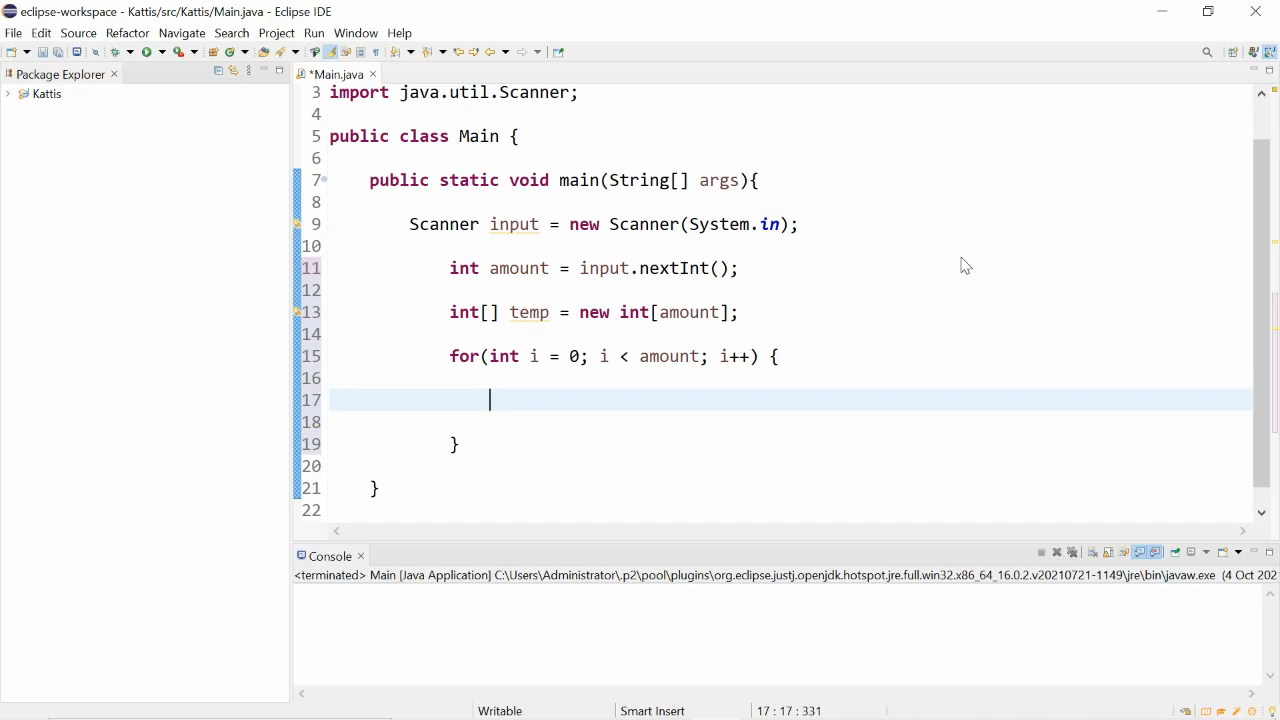 eclipse-workspace - Kattis/src/Kattis/Main.java - Eclipse IDE
File Edit Source Refactor Navigate Search Project Run Window Help
Package Explorer
*Main.java
Kattis
3 import java.util.Scanner;
4
5 public class Main {
6
7 public static void main(String[] args){
8
9 Scanner input = new Scanner(System.in);
10
11 int amount = input.nextInt();
12
13 int[] temp = new int[amount];
14
15 for(int i = 0; i < amount; i++) {
16
17
18
19 }
20
21 }
22
Console
<terminated> Main [Java Application] C:\Users\Administrator\.p2\pool\plugins\org.eclipse.justj.openjdk.hotspot.jre.full.win32.x86_64_16.0.2.v20210721-1149\jre\bin\javaw.exe (4 Oct 202
Writable Smart Insert 17 : 17 : 331